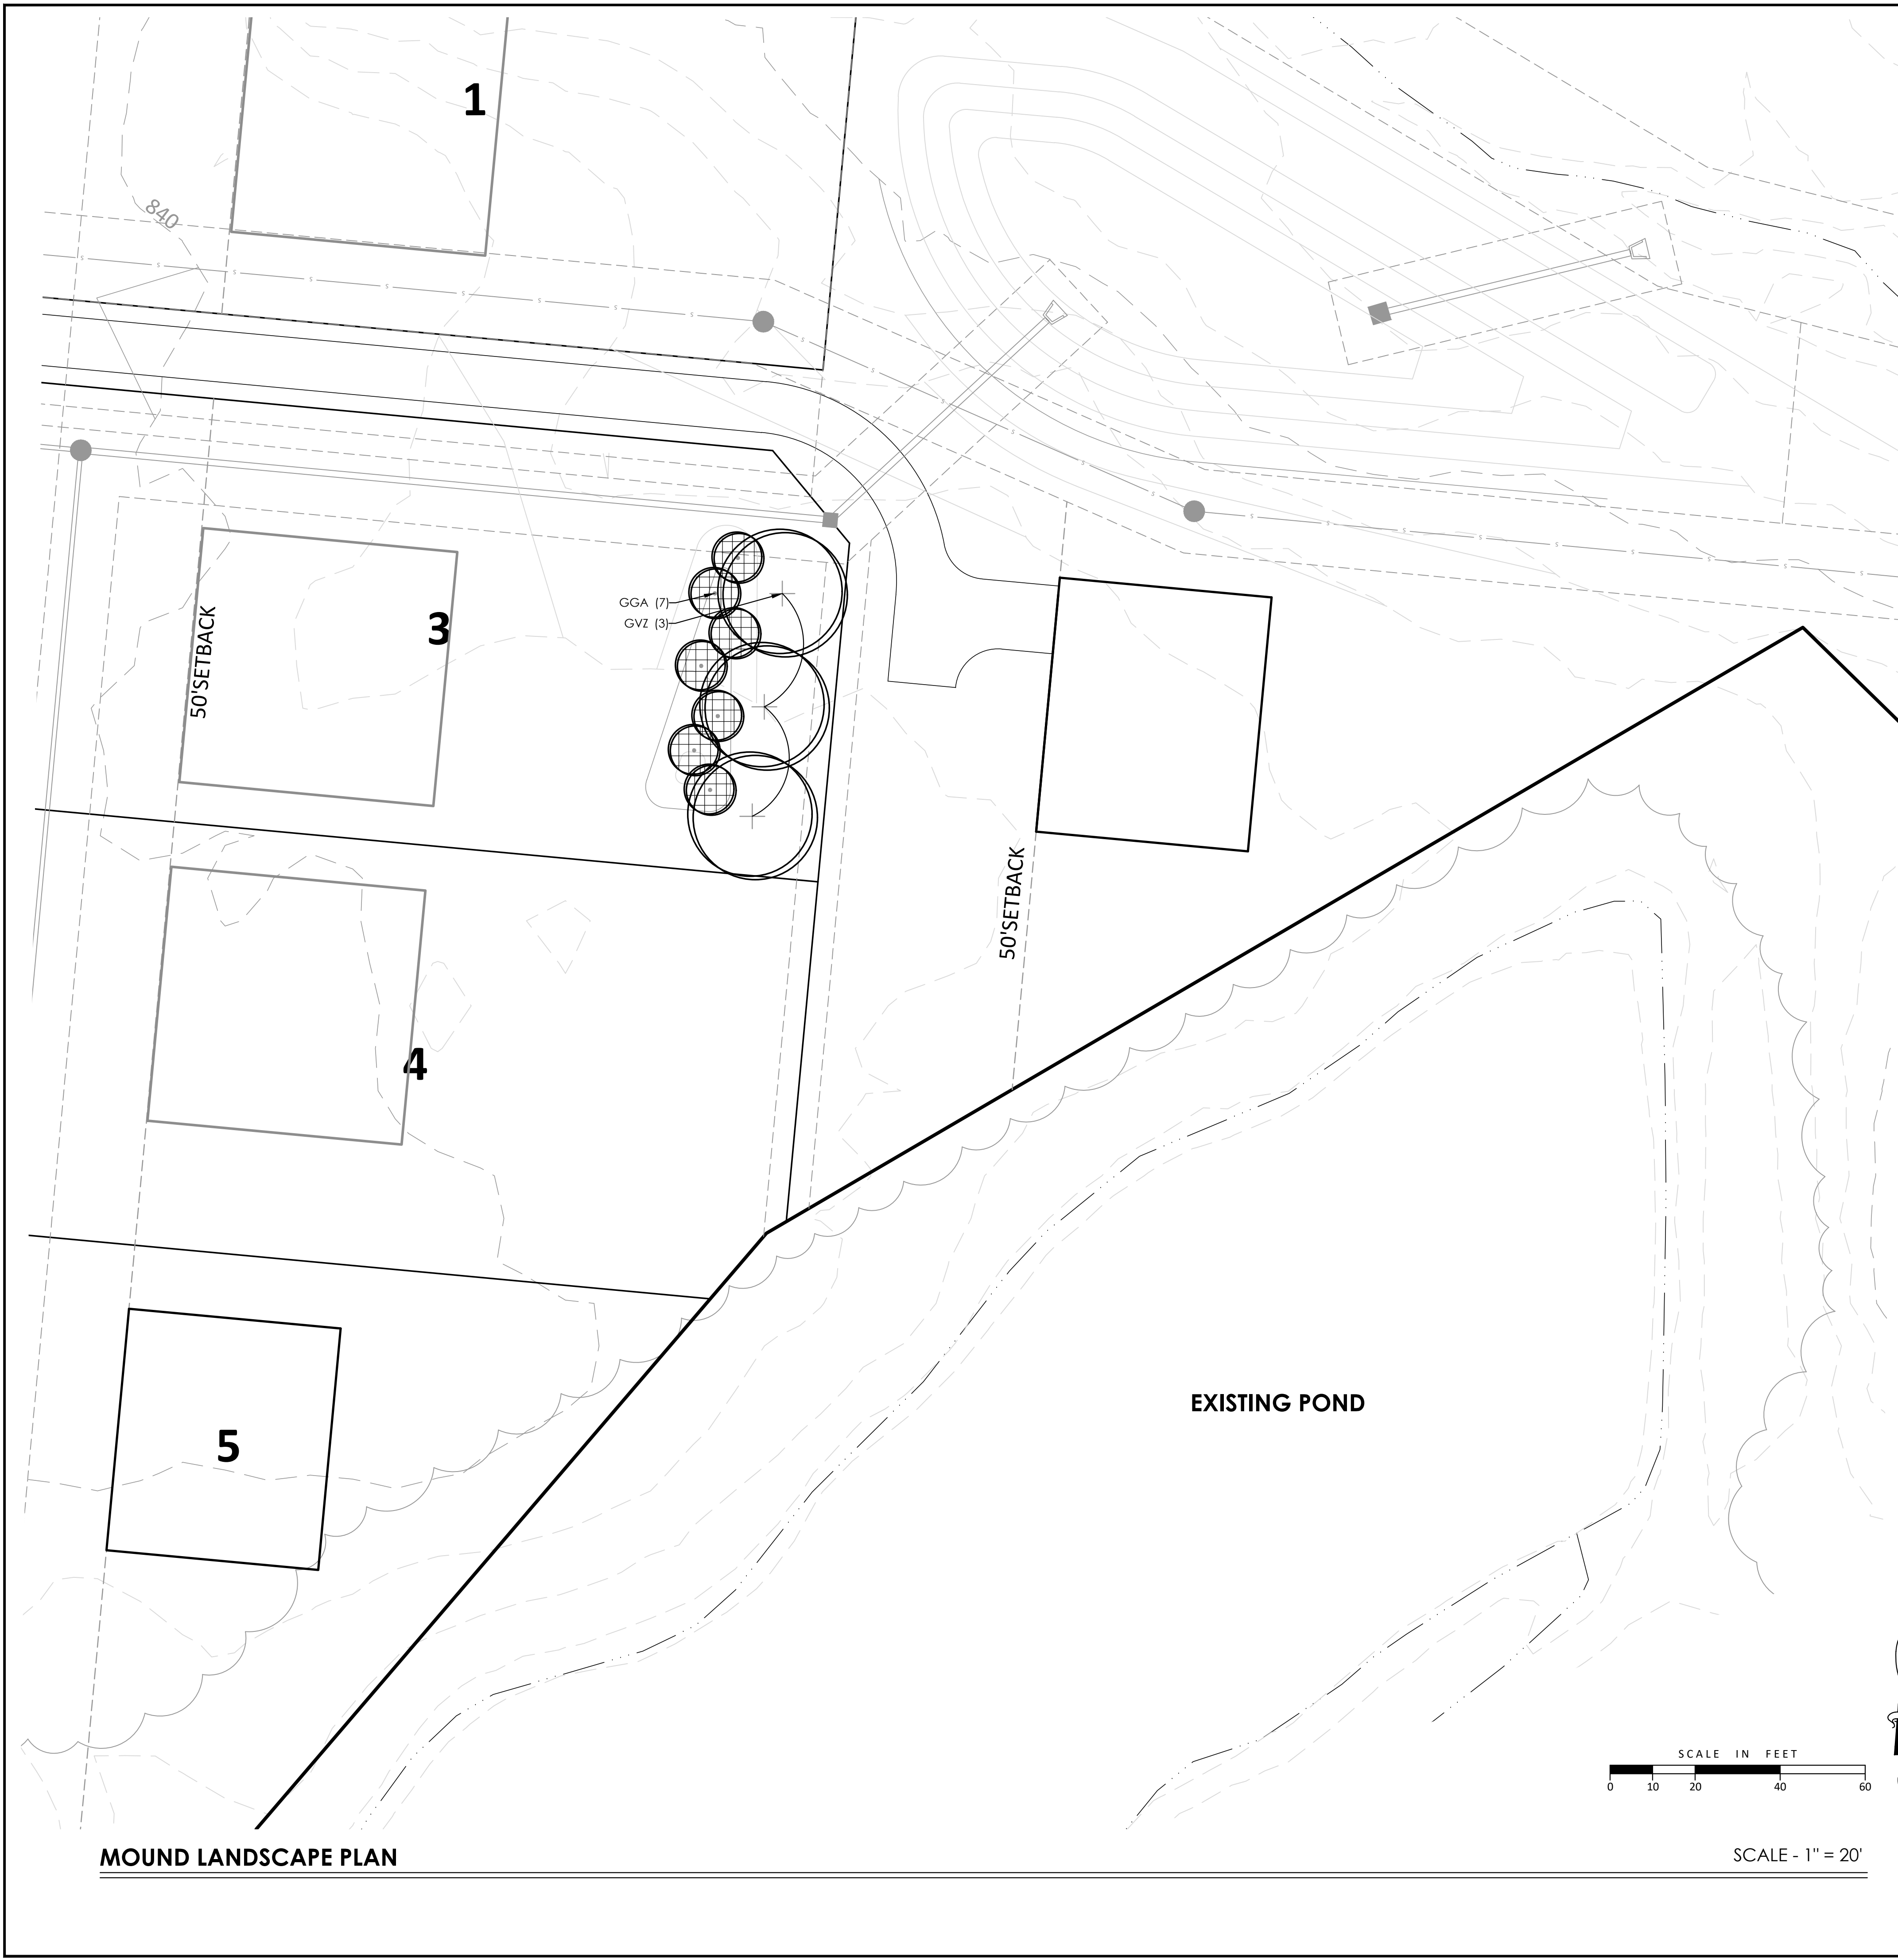 1
840
GGA (7)
GVZ (3)
3
50'SETBACK
50'SETBACK
4
EXISTING POND
5
SCALE IN FEET
0 10 20 40 60
MOUND LANDSCAPE PLAN
SCALE - 1" = 20'